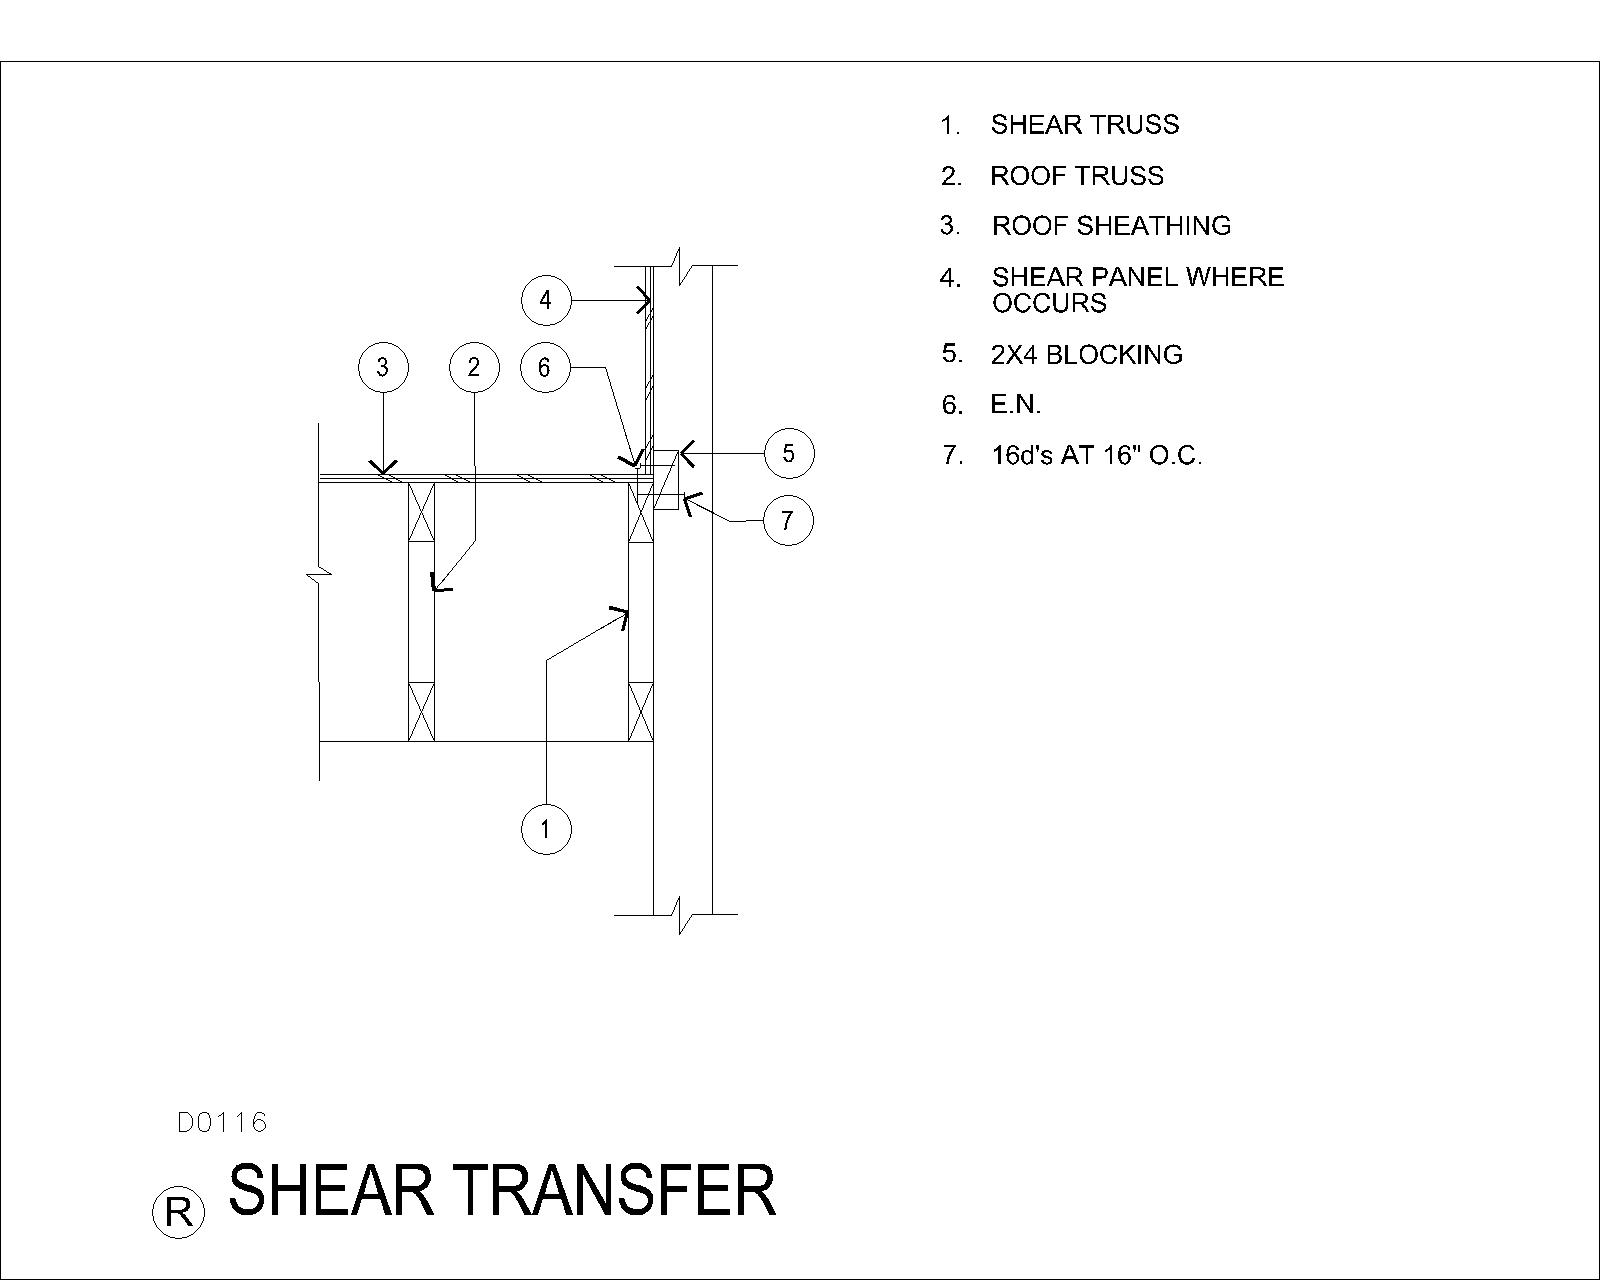 1. SHEAR TRUSS
2. ROOF TRUSS
3. ROOF SHEATHING
4. SHEAR PANEL WHERE
OCCURS
5. 2X4 BLOCKING
6. E.N.
7. 16d's AT 16" O.C.
4
3
2
6
5
7
1
D0116
R SHEAR TRANSFER